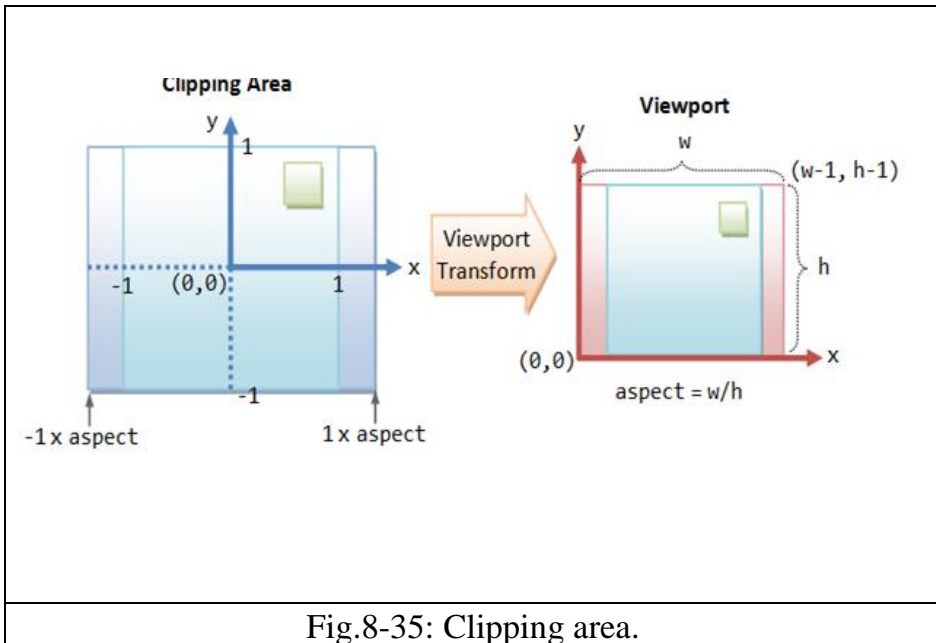 Clipping Area
y
1
x
-1
(0,0)
1
-1
-1 x aspect
1 x aspect
Viewport
Transform
Viewport
y
w
(w-1, h-1)
h
(0,0)
x
aspect = w/h
Fig.8-35: Clipping area.